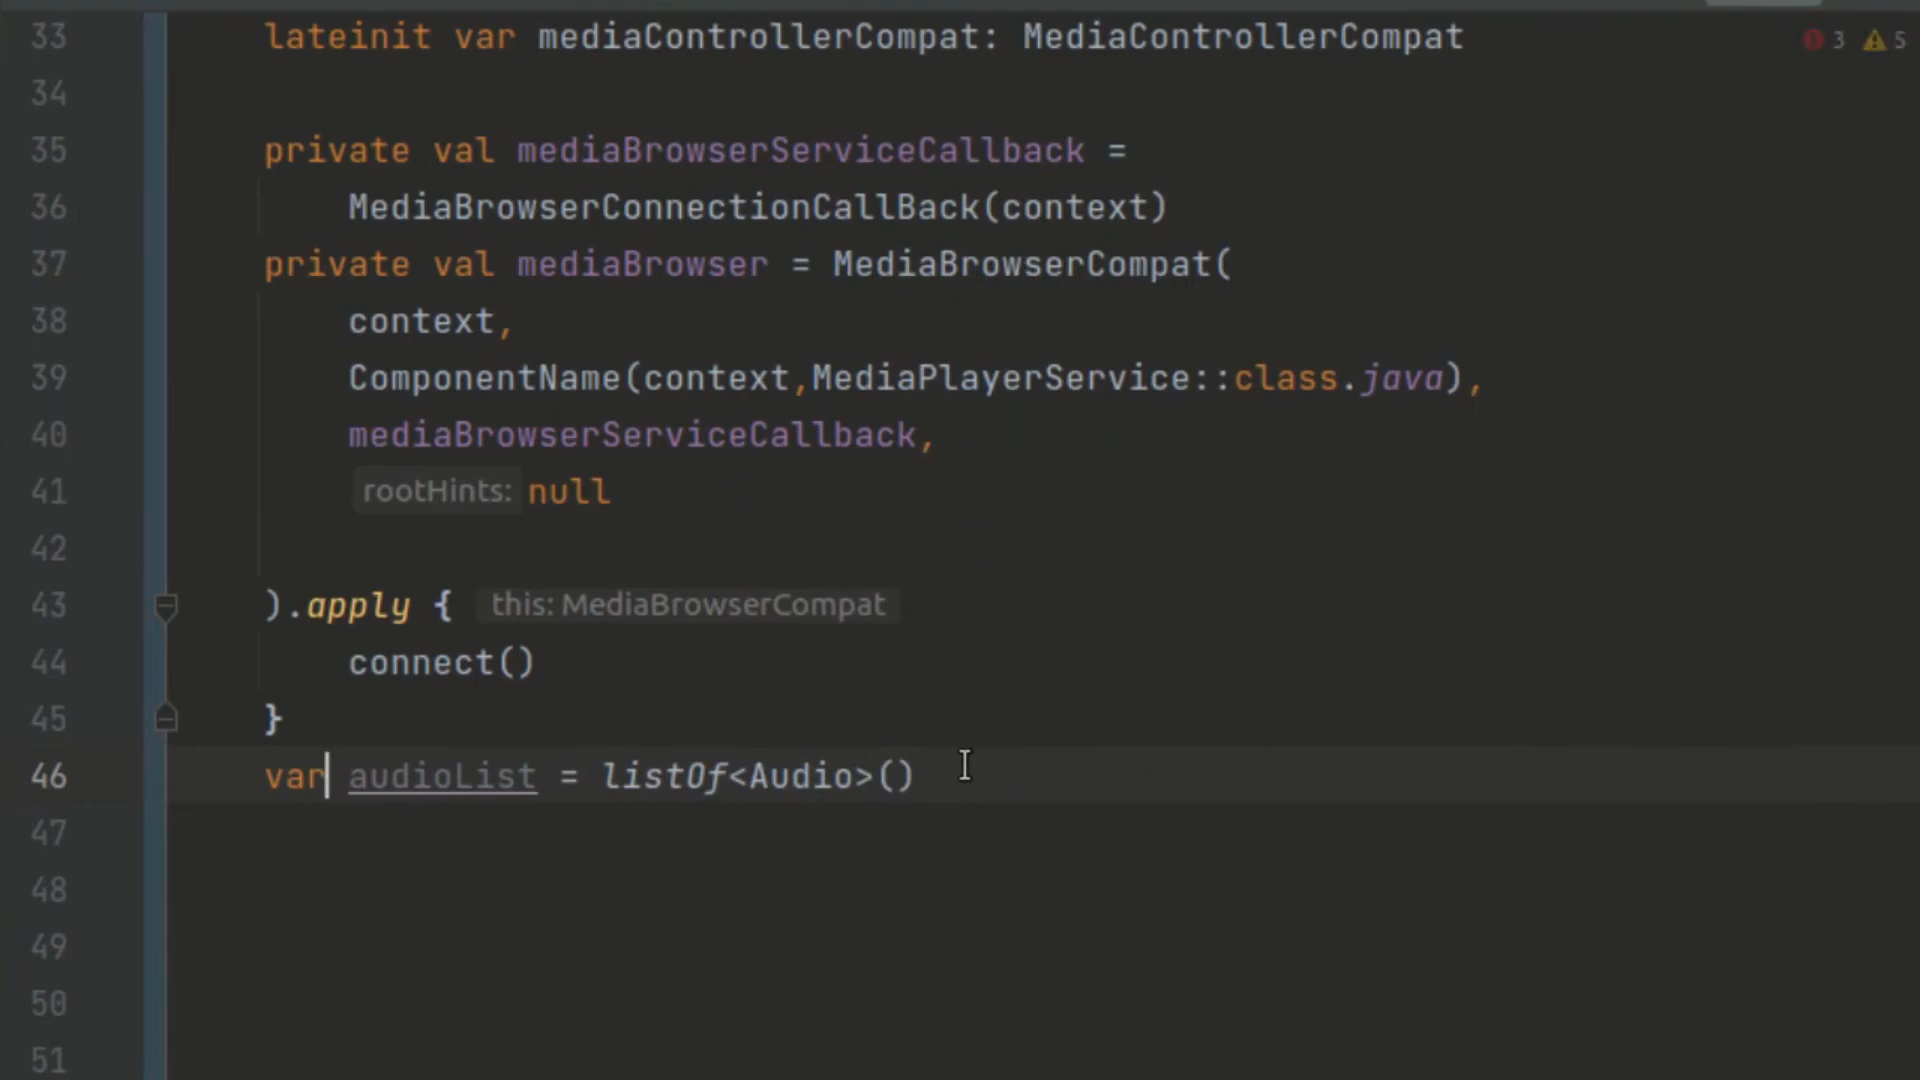 33 lateinit var mediaControllerCompat: MediaControllerCompat 3 5
34
35 private val mediaBrowserServiceCallback =
36 MediaBrowserConnectionCallBack(context)
37 private val mediaBrowser = MediaBrowserCompat(
38 context,
39 ComponentName(context,MediaPlayerService::class.java),
40 mediaBrowserServiceCallback,
41 rootHints: null
42
43 ).apply { this: MediaBrowserCompat
44 connect()
45 }
46 var audioList = listOf<Audio>()
47
48
49
50
51